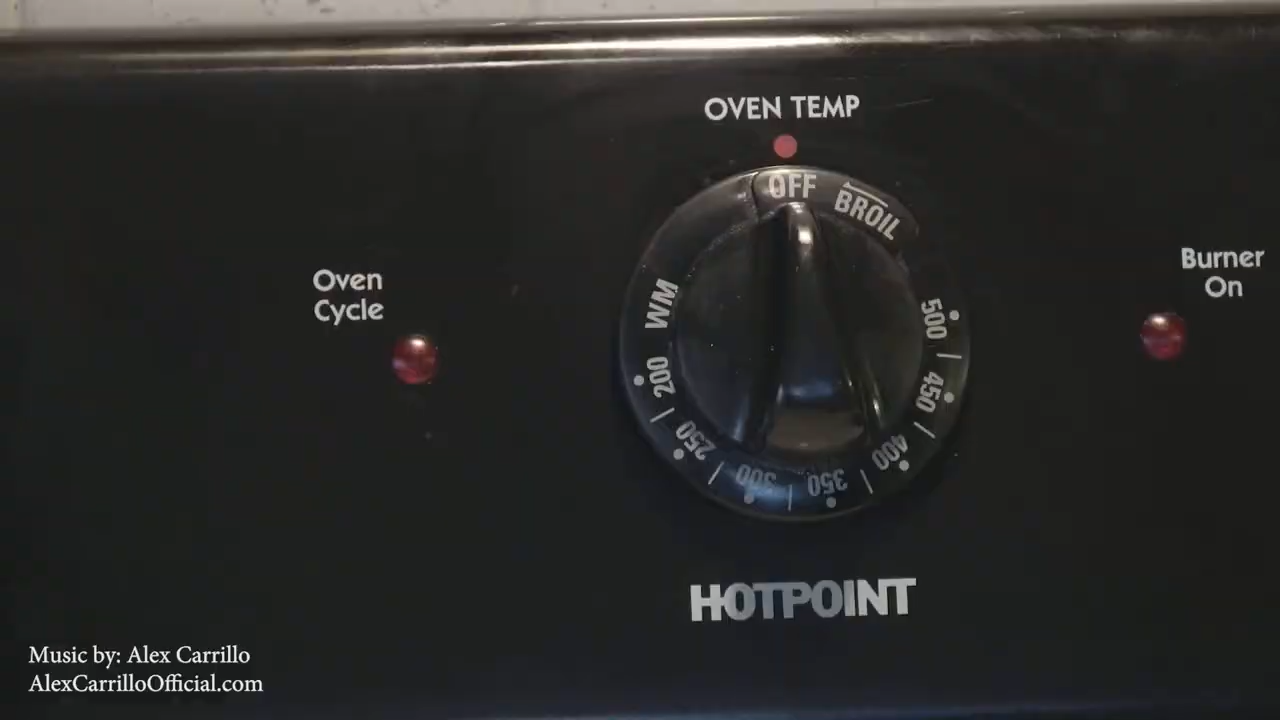 OVEN TEMP
OFF
BROIL
Oven
Cycle
WM
200
250
300
350
400
450
500
Burner
On
HOTPOINT
Music by: Alex Carrillo
AlexCarrilloOfficial.com